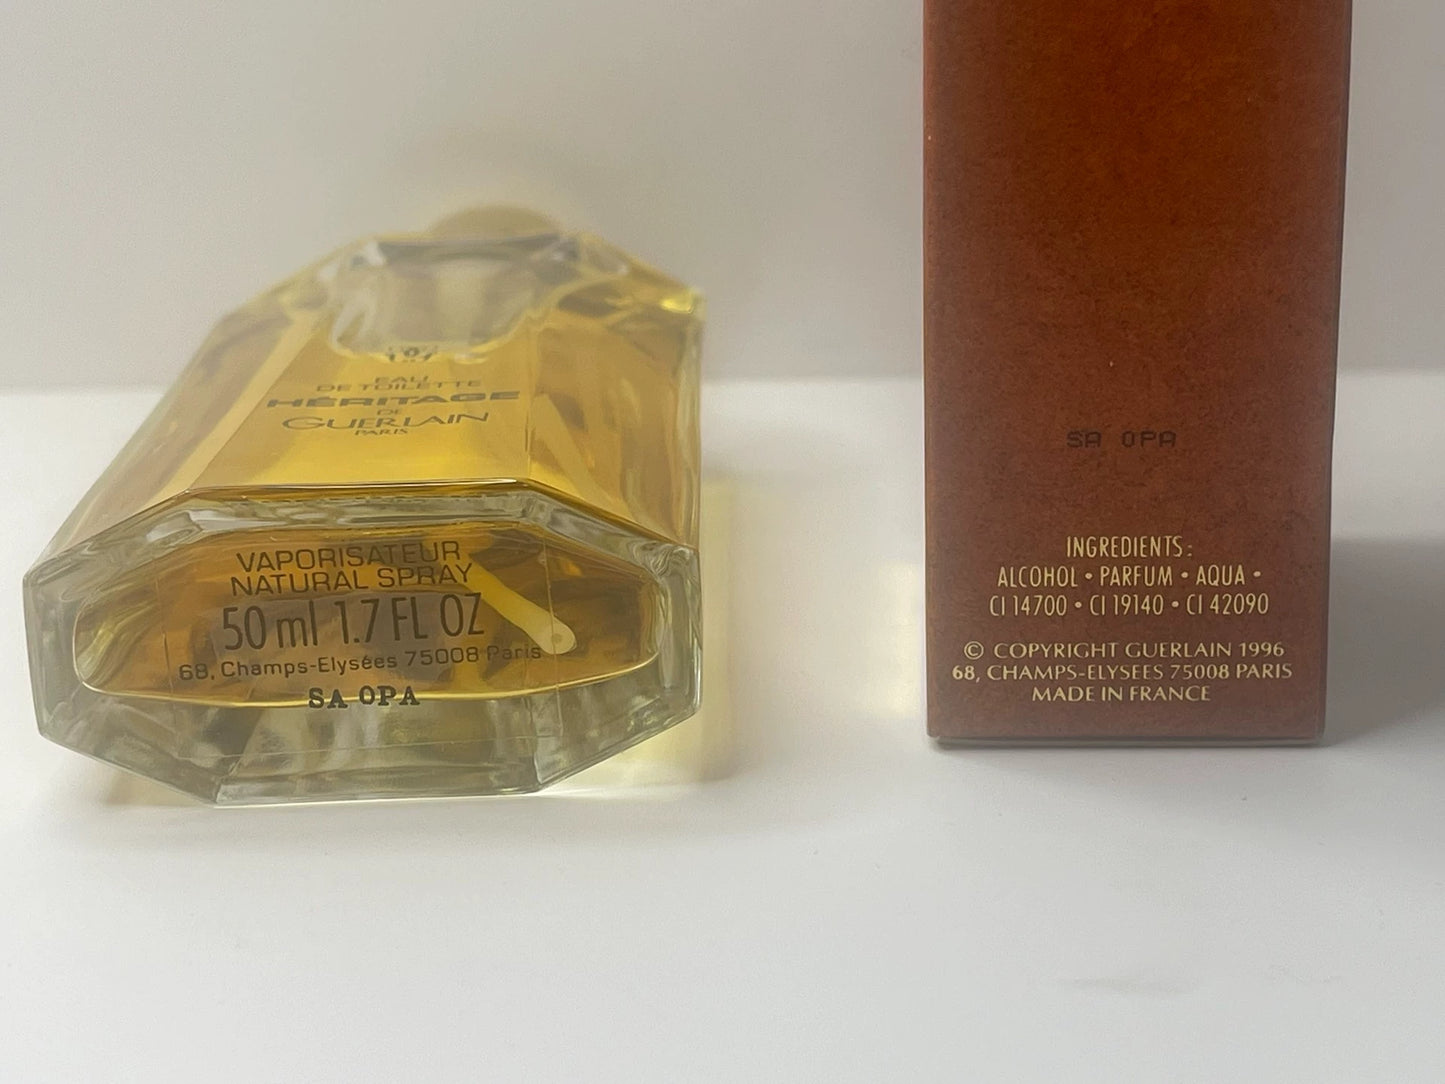 EAU
DE TOILETTE
HÉRITAGE
DE
GUERLAIN
PARIS
VAPORISATEUR
NATURAL SPRAY
50 ml 1.7 FL OZ
68, Champs-Elysées 75008 Paris
SA 0PA
SA 0PA
INGREDIENTS:
ALCOHOL • PARFUM • AQUA •
CI 14700 • CI 19140 • CI 42090
© COPYRIGHT GUERLAIN 1996
68, CHAMPS-ELYSEES 75008 PARIS
MADE IN FRANCE